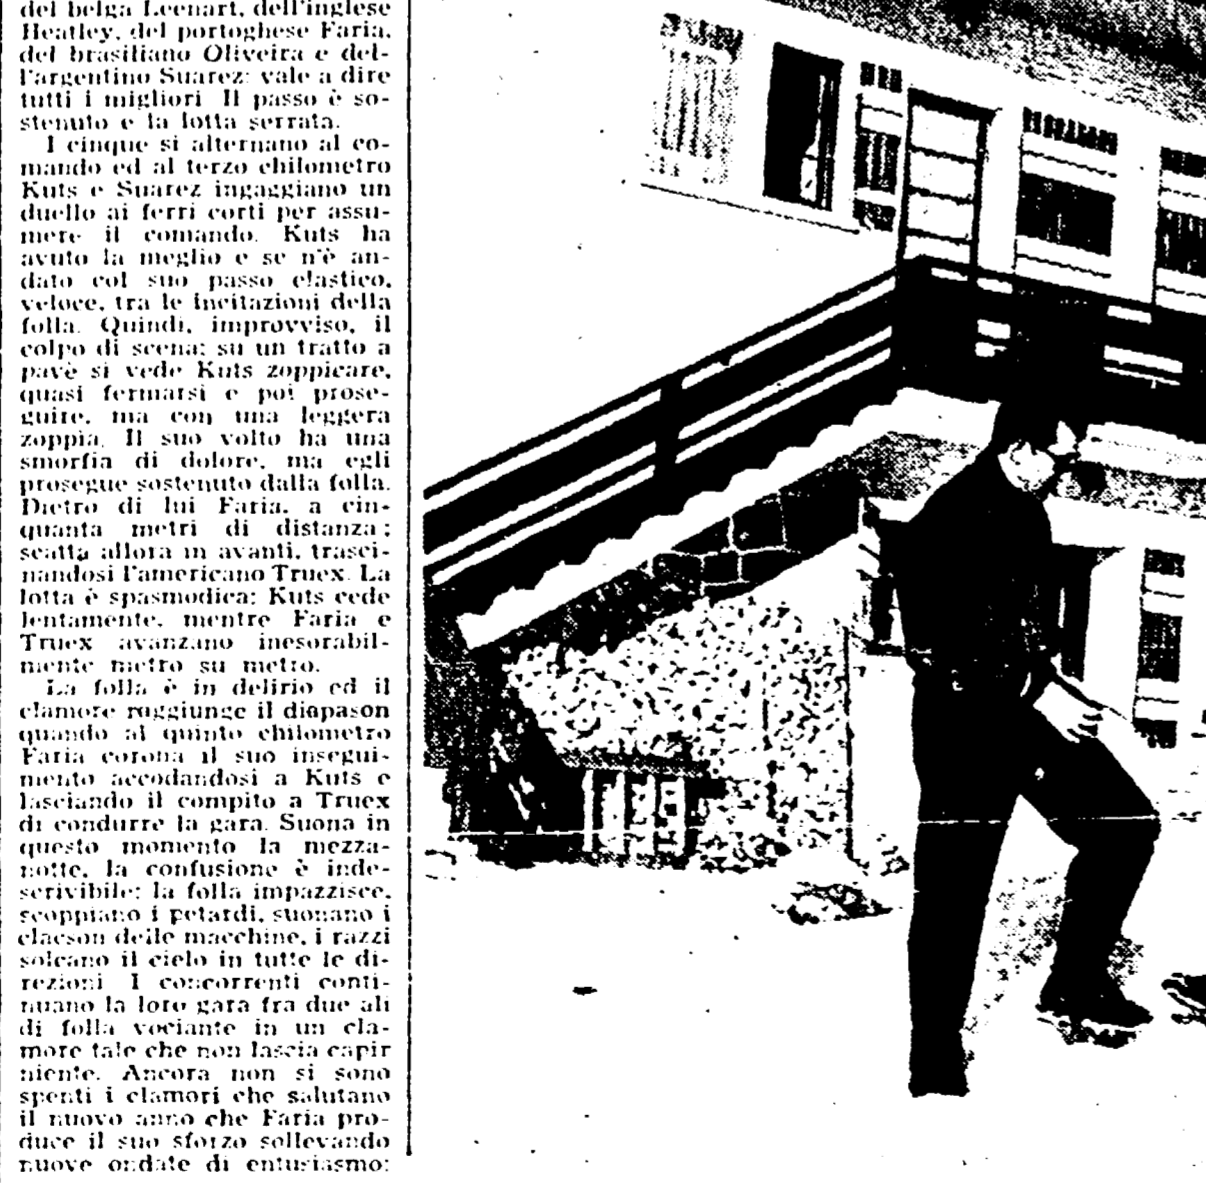 del belga Leenart, dell'inglese
Heatley, del portoghese Faria,
del brasiliano Oliveira e del-
l'argentino Suarez: vale a dire
tutti i migliori. Il passo è so-
stenuto e la lotta serrata.
I cinque si alternano al co-
mando ed al terzo chilometro
Kuts e Suarez ingaggiano un
duello ai ferri corti per assu-
mere il comando. Kuts ha
avuto la meglio e se n'è an-
dato col suo passo elastico,
veloce, tra le incitazioni della
folla. Quindi, improvviso, il
colpo di scena: su un tratto a
pavè si vede Kuts zoppicare,
quasi fermarsi e poi prose-
guire, ma con una leggera
zoppia. Il suo volto ha una
smorfia di dolore, ma egli
prosegue sostenuto dalla folla.
Dietro di lui Faria, a cin-
quanta metri di distanza;
scatta allora in avanti, trasci-
nandosi l'americano Truex. La
lotta è spasmodica: Kuts cede
lentamente, mentre Faria e
Truex avanzano inesorabil-
mente metro su metro.
La folla è in delirio ed il
clamore raggiunge il diapason
quando al quinto chilometro
Faria corona il suo insegui-
mento accodandosi a Kuts e
lasciando il compito a Truex
di condurre la gara. Suona in
questo momento la mezza-
notte, la confusione è inde-
scrivibile: la folla impazzisce,
scoppiano i petardi, suonano i
clacson delle macchine, i razzi
solcano il cielo in tutte le di-
rezioni. I concorrenti conti-
nuano la loro gara fra due ali
di folla vociante in un cla-
more tale che non lascia capir
niente. Ancora non si sono
spenti i clamori che salutano
il nuovo anno che Faria pro-
duce il suo sforzo sollevando
nuove ondate di entusiasmo: